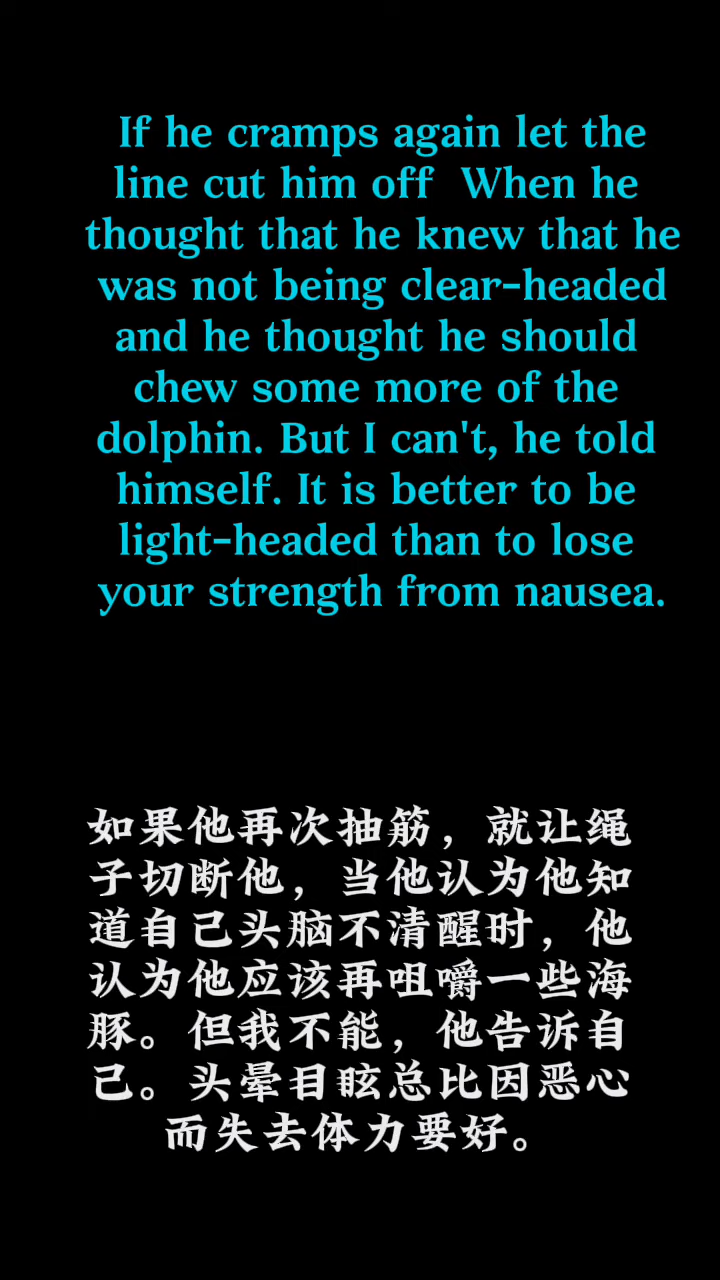 If he cramps again let the
line cut him off  When he
thought that he knew that he
was not being clear-headed
and he thought he should
chew some more of the
dolphin. But I can't, he told
himself. It is better to be
light-headed than to lose
your strength from nausea.
如果他再次抽筋，就让绳
子切断他，当他认为他知
道自己头脑不清醒时，他
认为他应该再咀嚼一些海
豚。但我不能，他告诉自
己。头晕目眩总比因恶心
而失去体力要好。